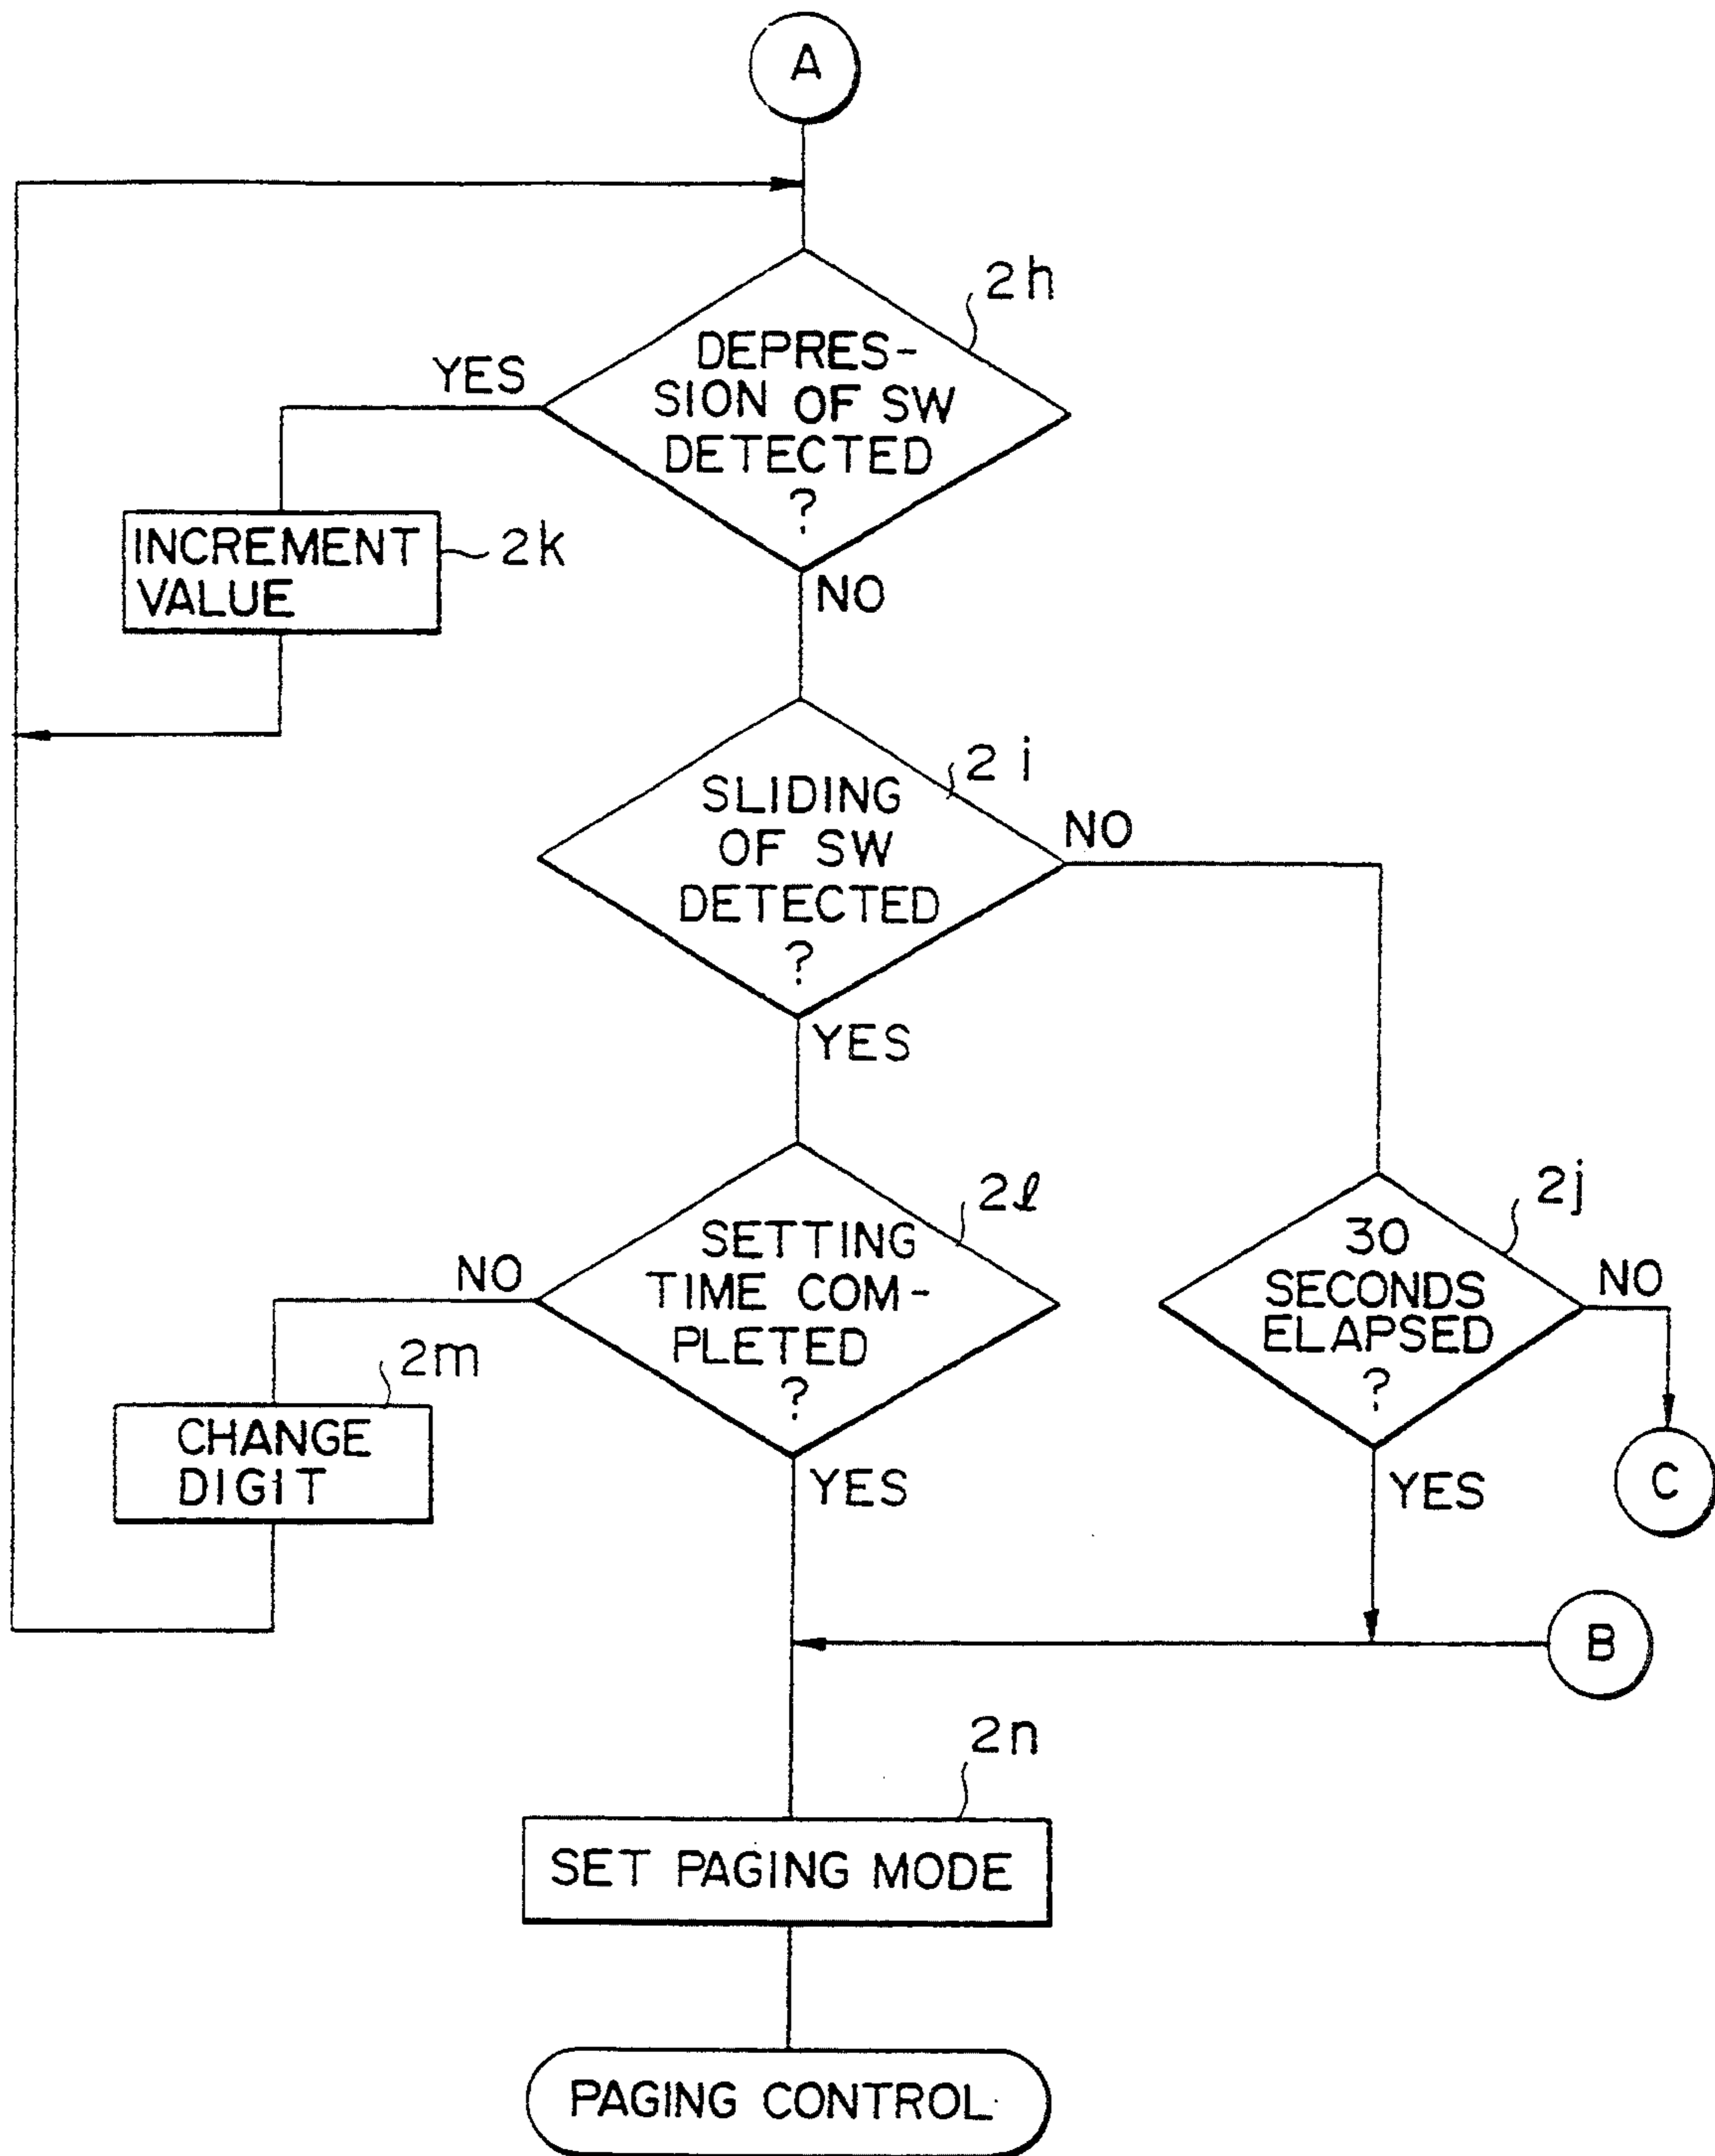 A
2h
DEPRES-
SION OF SW
DETECTED
?
YES
NO
INCREMENT
VALUE
2k
2i
SLIDING
OF SW
DETECTED
?
NO
YES
2ℓ
SETTING
TIME COM-
PLETED
?
NO
YES
2j
30
SECONDS
ELAPSED
?
NO
YES
2m
CHANGE
DIGIT
C
B
2n
SET PAGING MODE
PAGING CONTROL